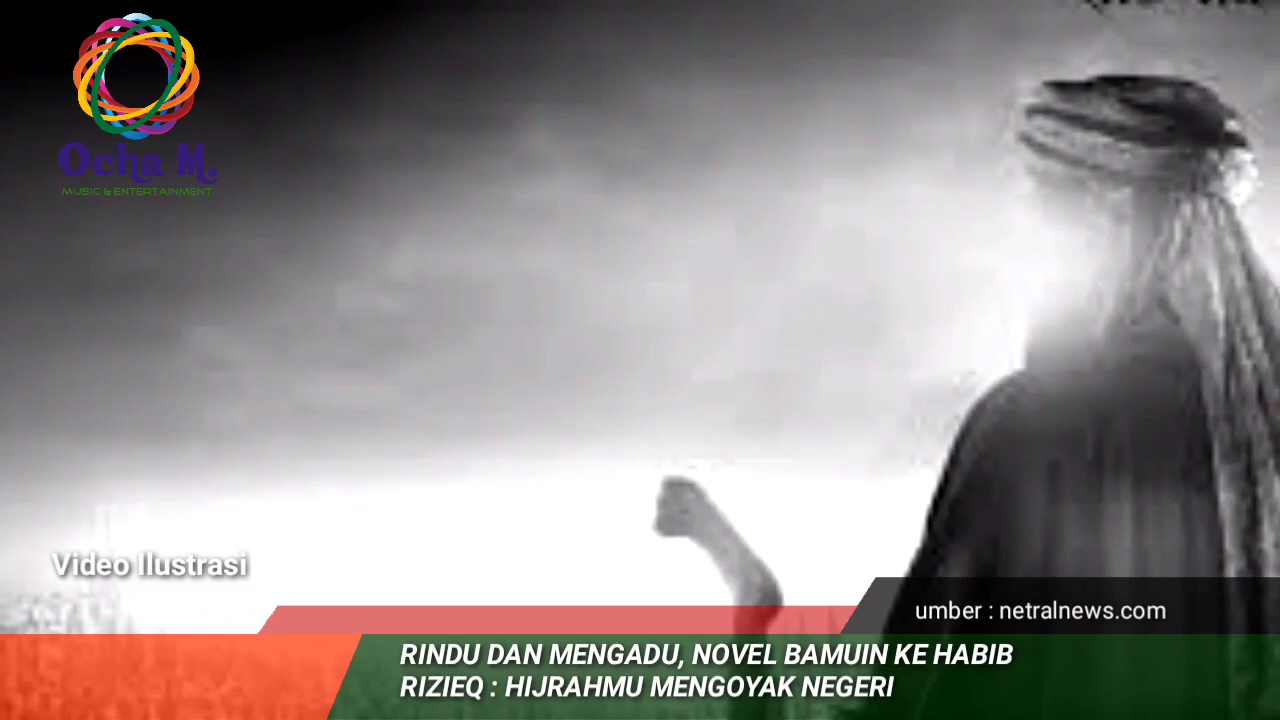 Ocha M.
MUSIC & ENTERTAINMENT
Video Ilustrasi
umber : netralnews.com
RINDU DAN MENGADU, NOVEL BAMUIN KE HABIB
RIZIEQ : HIJRAHMU MENGOYAK NEGERI